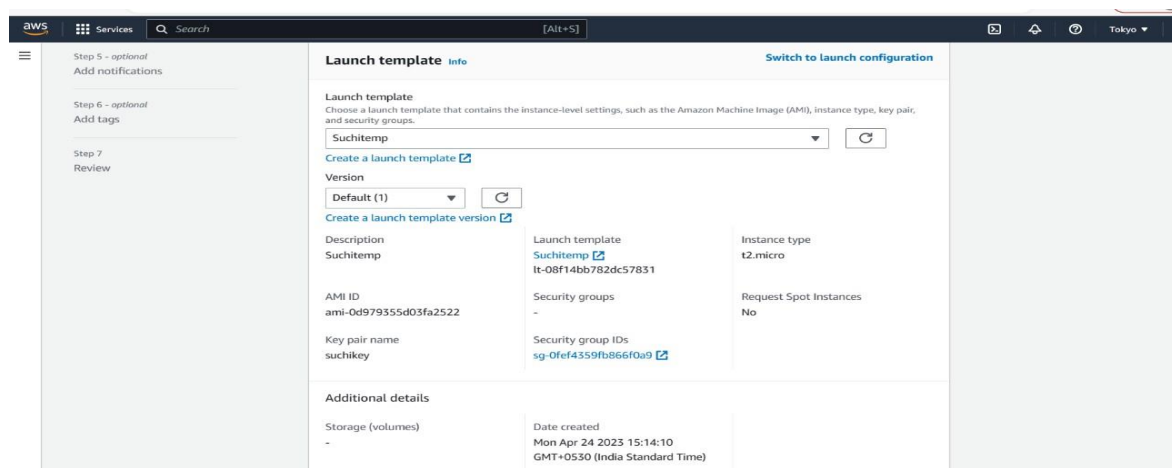 aws
Services
Search
[Alt+S]
Tokyo
Step 5 - optional
Add notifications
Step 6 - optional
Add tags
Step 7
Review
Launch template Info
Switch to launch configuration
Launch template
Choose a launch template that contains the instance-level settings, such as the Amazon Machine Image (AMI), instance type, key pair,
and security groups.
Suchitemp
Create a launch template
Version
Default (1)
Create a launch template version
Description
Suchitemp
Launch template
Suchitemp
lt-08f14bb782dc57831
Instance type
t2.micro
AMI ID
ami-0d979355d03fa2522
Security groups
-
Request Spot Instances
No
Key pair name
suchikey
Security group IDs
sg-0fef4359fb866f0a9
Additional details
Storage (volumes)
-
Date created
Mon Apr 24 2023 15:14:10
GMT+0530 (India Standard Time)